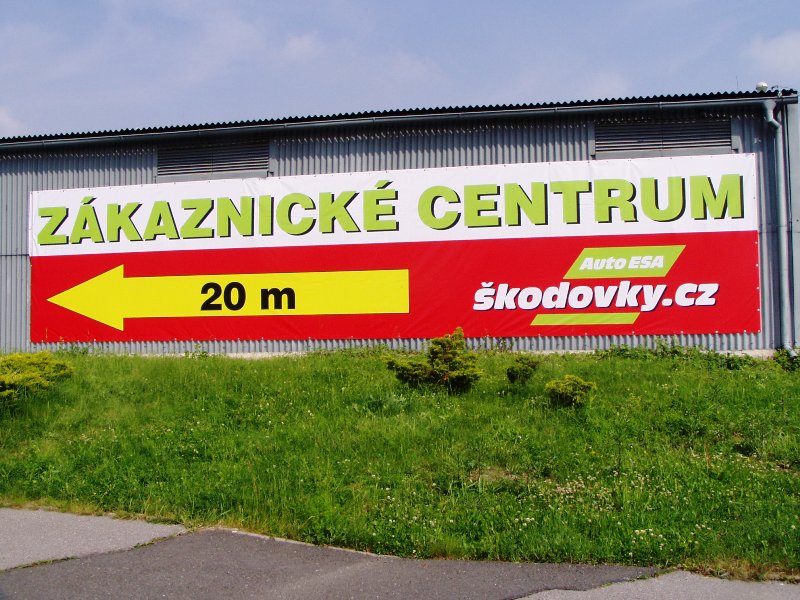 ZÁKAZNICKÉ CENTRUM
20 m
Auto ESA
škodovky.cz